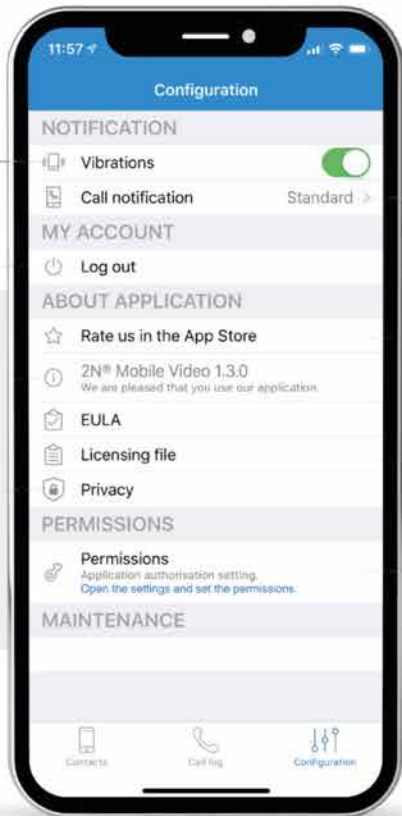 11:57
Configuration
NOTIFICATION
Vibrations
Call notification Standard
MY ACCOUNT
Log out
ABOUT APPLICATION
Rate us in the App Store
2N® Mobile Video 1.3.0
We are pleased that you use our application.
EULA
Licensing file
Privacy
PERMISSIONS
Permissions
Application authorisation setting.
Open the settings and set the permissions.
MAINTENANCE
Contacts Call log Configuration